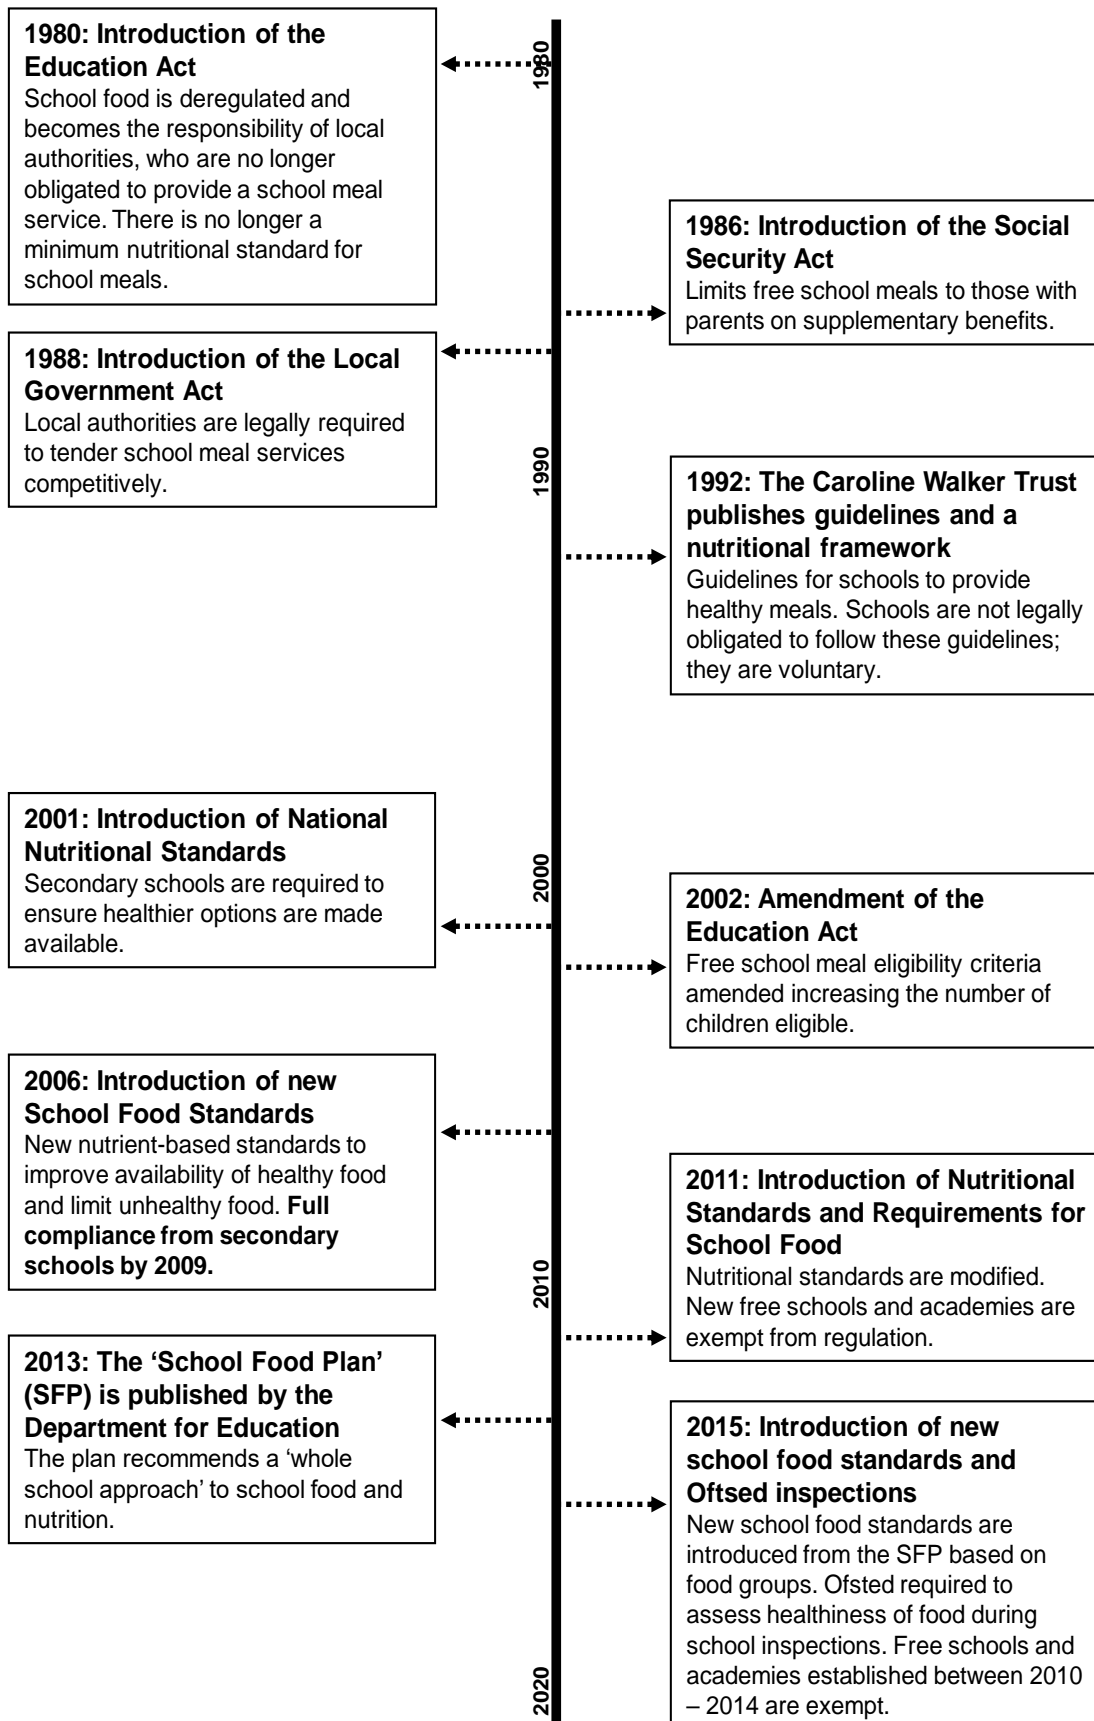 1980: Introduction of the
Education Act
School food is deregulated and
becomes the responsibility of local
authorities, who are no longer
obligated to provide a school meal
service. There is no longer a
minimum nutritional standard for
school meals.
1980
1986: Introduction of the Social
Security Act
Limits free school meals to those with
parents on supplementary benefits.
1988: Introduction of the Local
Government Act
Local authorities are legally required
to tender school meal services
competitively.
1990
1992: The Caroline Walker Trust
publishes guidelines and a
nutritional framework
Guidelines for schools to provide
healthy meals. Schools are not legally
obligated to follow these guidelines;
they are voluntary.
2001: Introduction of National
Nutritional Standards
Secondary schools are required to
ensure healthier options are made
available.
2000
2002: Amendment of the
Education Act
Free school meal eligibility criteria
amended increasing the number of
children eligible.
2006: Introduction of new
School Food Standards
New nutrient-based standards to
improve availability of healthy food
and limit unhealthy food. Full
compliance from secondary
schools by 2009.
2011: Introduction of Nutritional
Standards and Requirements for
School Food
Nutritional standards are modified.
New free schools and academies are
exempt from regulation.
2010
2013: The ‘School Food Plan’
(SFP) is published by the
Department for Education
The plan recommends a ‘whole
school approach’ to school food and
nutrition.
2015: Introduction of new
school food standards and
Oftsed inspections
New school food standards are
introduced from the SFP based on
food groups. Ofsted required to
assess healthiness of food during
school inspections. Free schools and
academies established between 2010
– 2014 are exempt.
2020